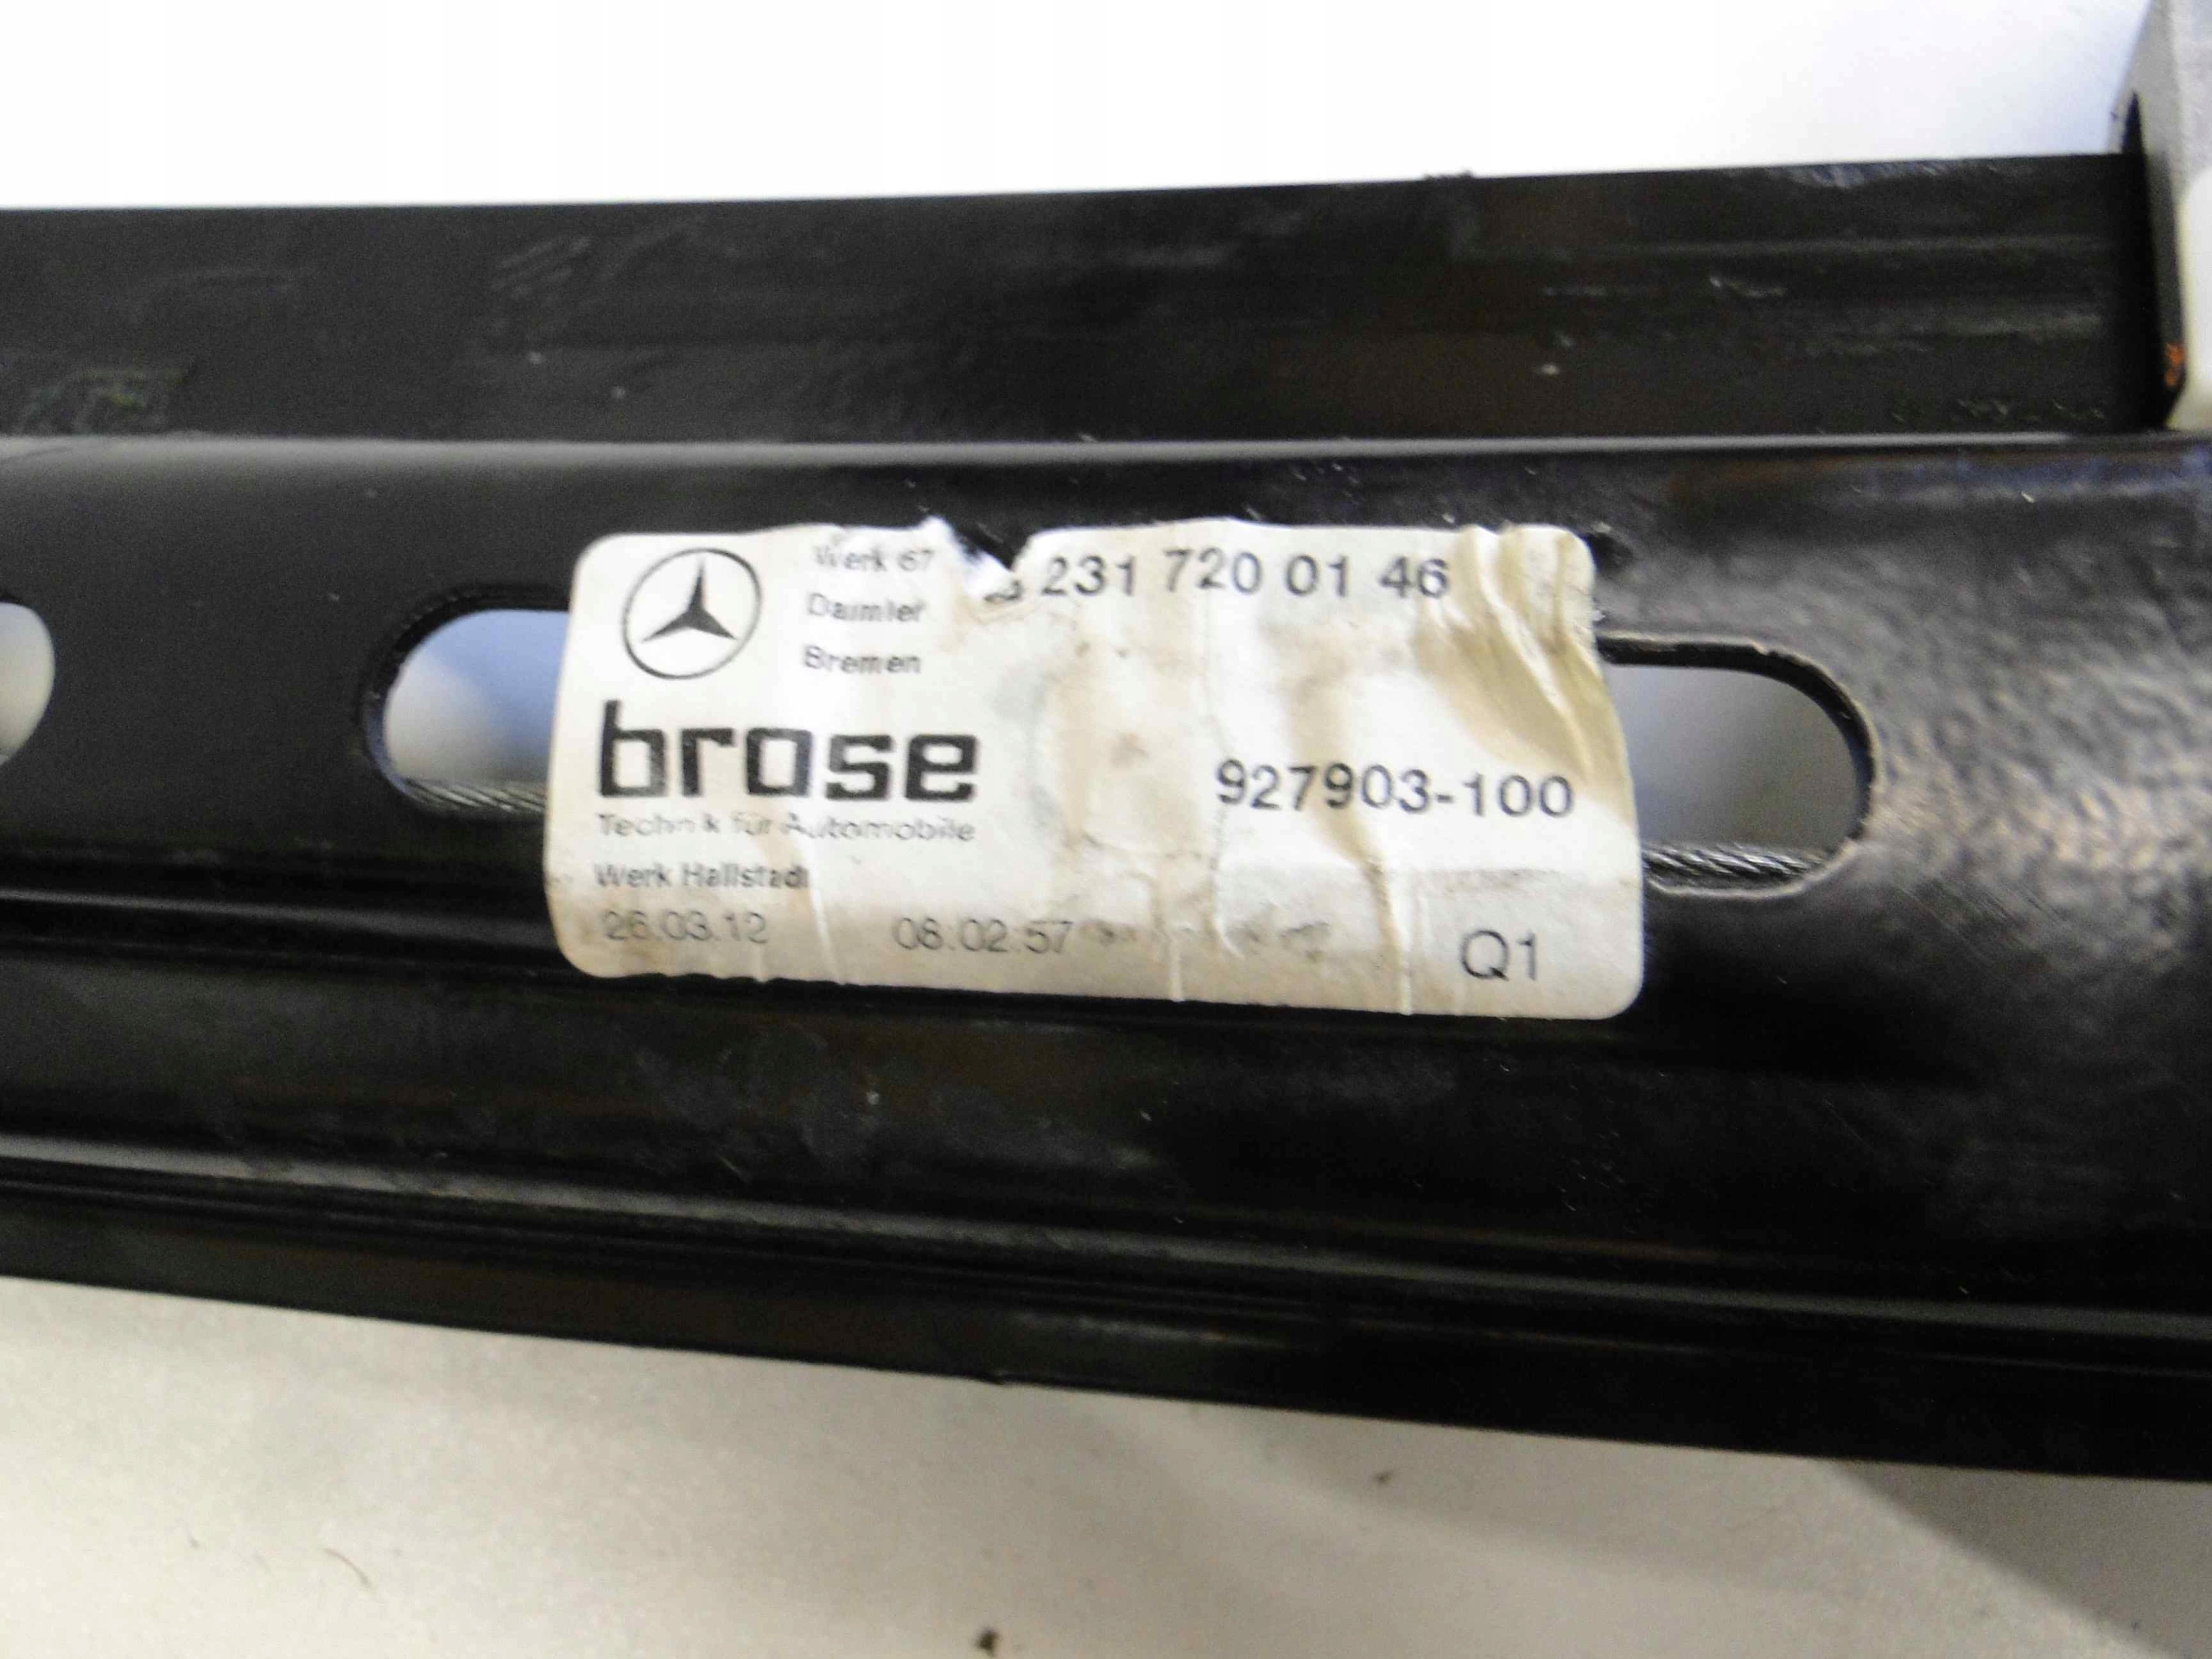 Werk 67
231 720 01 46
Daimler
Bremen
brose
927903-100
Technik für Automobile
Werk Hallstadt
26.03.12 08:02:57
Q1